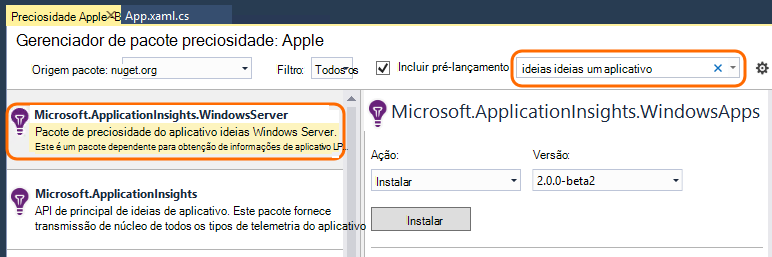 Preciosidade Apple-B
App.xaml.cs
Gerenciador de pacote preciosidade: Apple
Origem pacote: nuget.org
Filtro: Todos os
Incluir pré-lançamento
ideias ideias um aplicativo
Microsoft.ApplicationInsights.WindowsServer
Pacote de preciosidade do aplicativo ideias Windows Server.
Este é um pacote dependente para obtenção de informações de aplicativo LP...
Microsoft.ApplicationInsights
API de principal de ideias de aplicativo. Este pacote fornece
transmissão de núcleo de todos os tipos de telemetria do aplicativo
Microsoft.ApplicationInsights.WindowsApps
Ação:
Versão:
Instalar
2.0.0-beta2
Instalar